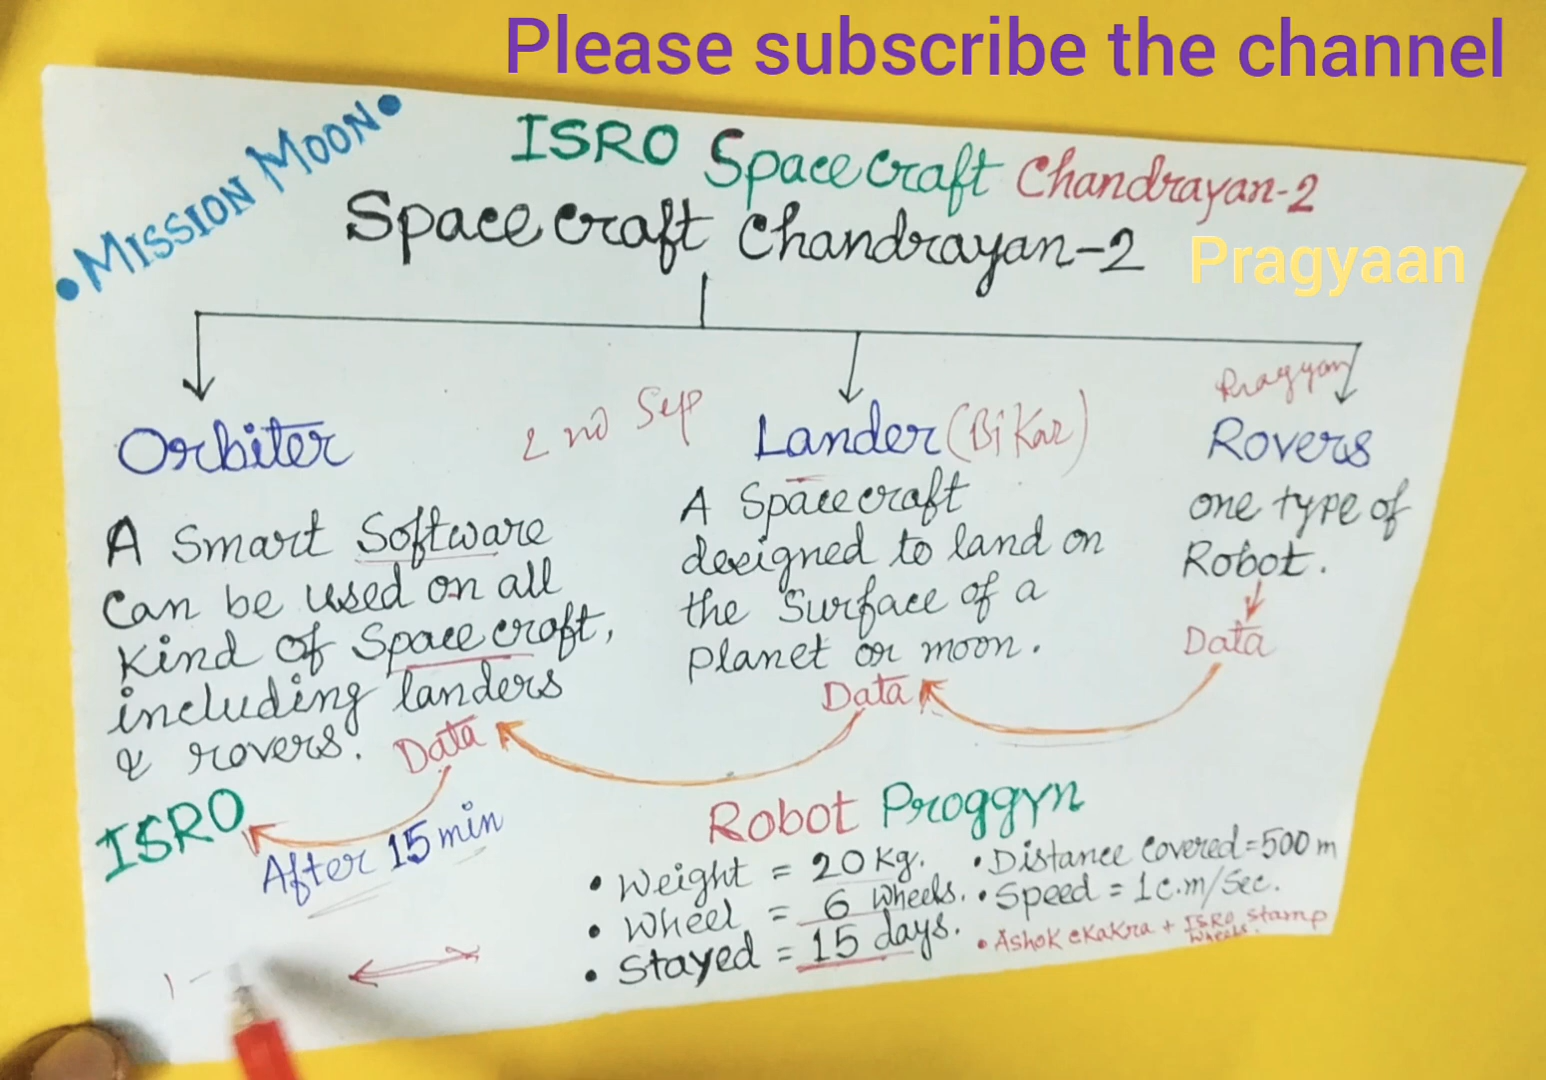 Please subscribe the channel
• MISSION MOON •
ISRO Spacecraft Chandrayan-2
Spacecraft Chandrayan-2
Pragyaan
Orbiter
A Smart Software
Can be used on all
Kind of Spacecraft,
including landers
& rovers.
Data
ISRO
After 15 min
2nd Sep
Lander (BiKar)
A Spacecraft
designed to land on
the Surface of a
planet or moon.
Data
Pragyan
Rovers
one type of
Robot.
Data
Robot Proggyn
• Weight = 20 Kg.
• Wheel = 6 Wheels.
• Stayed = 15 days.
• Distance Covered = 500 m
• Speed = 1 c.m/Sec.
• Ashok ckakra + ISRO Stamp
Wheels.